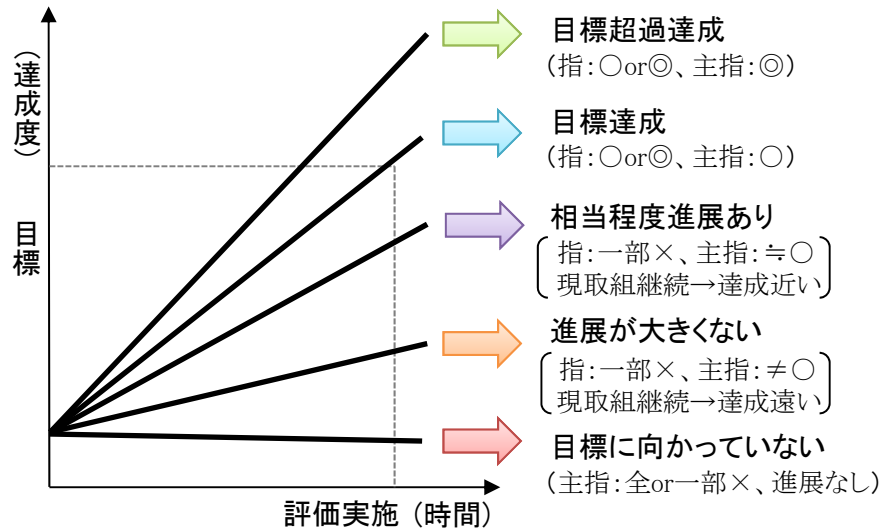 （達成度）
目標
目標超過達成
（指：○or◎、主指：◎）
目標達成
（指：○or◎、主指：○）
相当程度進展あり
指：一部×、主指：≒○
現取組継続→達成近い
進展が大きくない
指：一部×、主指：≠○
現取組継続→達成遠い
目標に向かっていない
（主指：全or一部×、進展なし）
評価実施（時間）